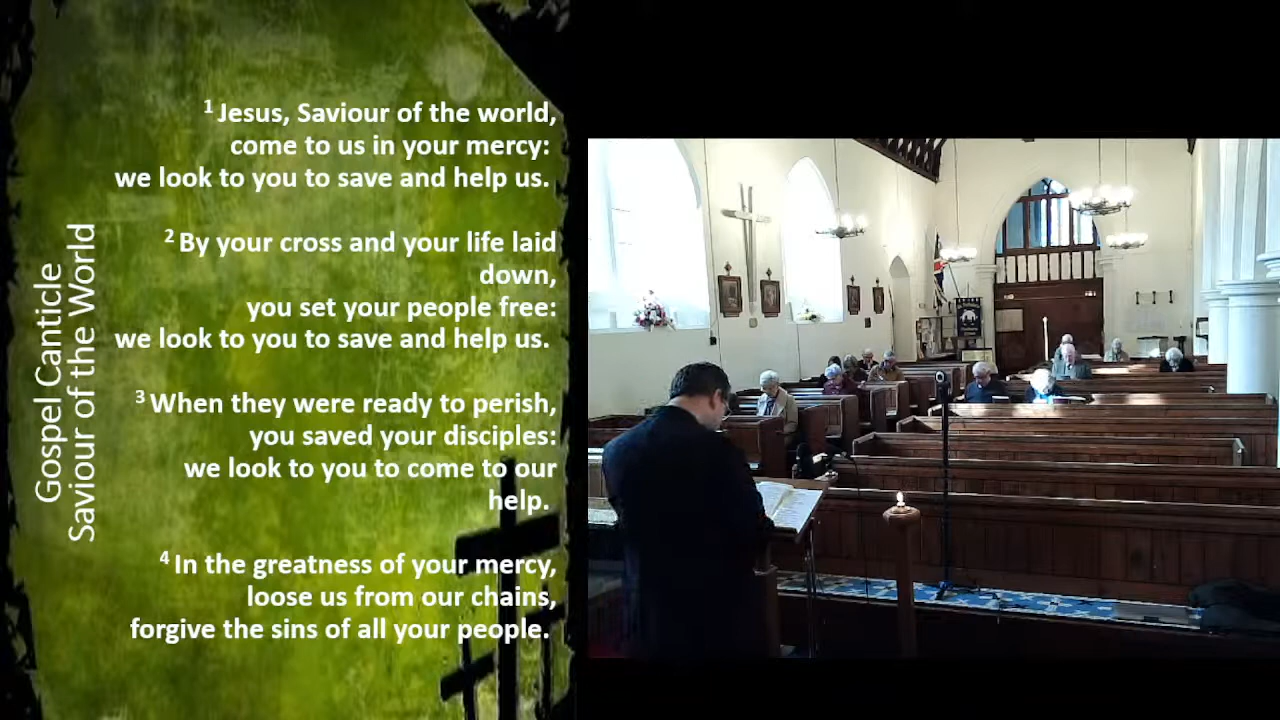 Gospel Canticle
Saviour of the World
1 Jesus, Saviour of the world,
come to us in your mercy:
we look to you to save and help us.
2 By your cross and your life laid
down,
you set your people free:
we look to you to save and help us.
3 When they were ready to perish,
you saved your disciples:
we look to you to come to our
help.
4 In the greatness of your mercy,
loose us from our chains,
forgive the sins of all your people.